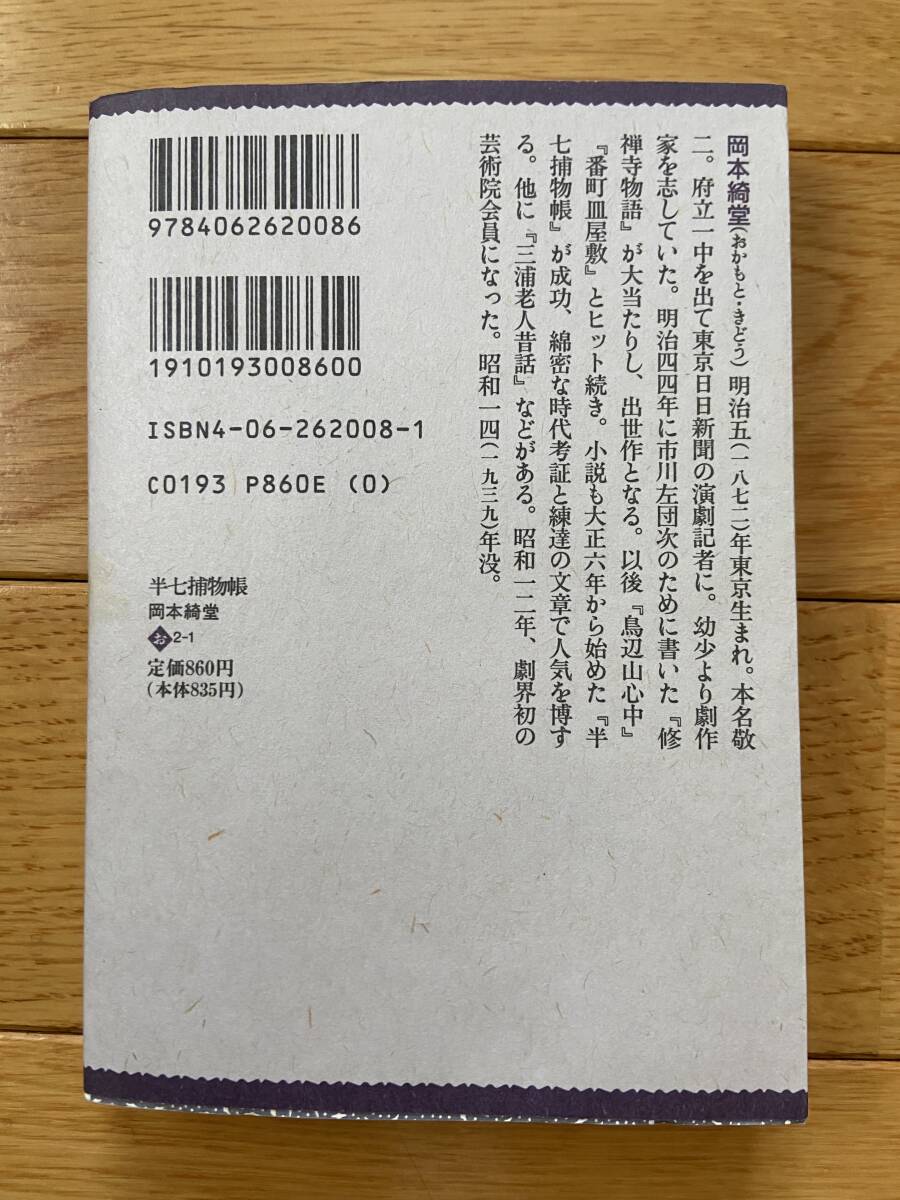 岡本綺堂(おかもと・きどう)明治五(一八七二)年東京生まれ。本名敬
二。府立一中を出て東京日日新聞の演劇記者に。幼少より劇作
家を志していた。明治四四年に市川左団次のために書いた『修
禅寺物語』が大当たりし、出世作となる。以後『鳥辺山心中』
『番町皿屋敷』とヒット続き。小説も大正六年から始めた『半
七捕物帳』が成功、綿密な時代考証と練達の文章で人気を博す
る。他に『三浦老人昔話』などがある。昭和一二年、劇界初の
芸術院会員になった。昭和一四(一九三九)年没。
9784062620086
1910193008600
ISBN4-06-262008-1
C0193 P860E (0)
半七捕物帳
岡本綺堂
お2-1
定価860円
(本体835円)